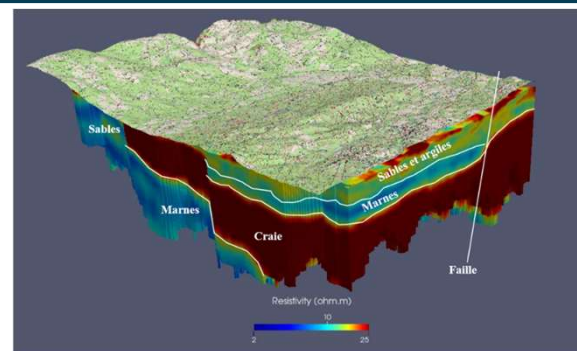 Sables
Sables et argiles
Marnes
Marnes
Craie
Faille
Resistivity (ohm.m)
10
2
25